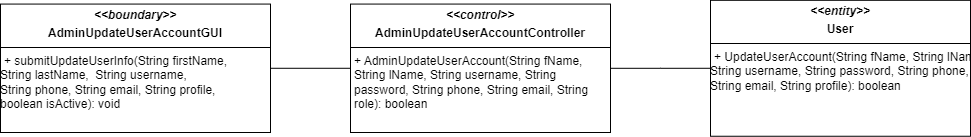 <<boundary>>
AdminUpdateUserAccountGUI
+ submitUpdateUserInfo(String firstName,
String lastName, String username,
String phone, String email, String profile,
boolean isActive): void
<<control>>
AdminUpdateUserAccountController
+ AdminUpdateUserAccount(String fName,
String lName, String username, String
password, String phone, String email, String
role): boolean
<<entity>>
User
+ UpdateUserAccount(String fName, String lNam
String username, String password, String phone,
String email, String profile): boolean